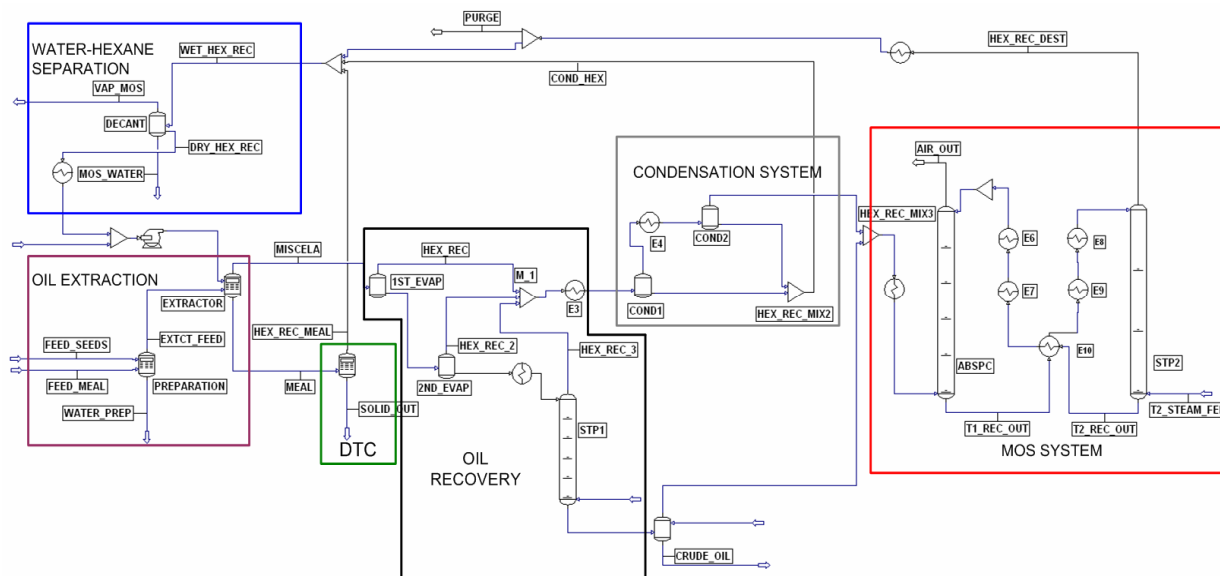 PURGE
HEX_REC_DEST
WATER-HEXANE
SEPARATION
WET_HEX_REC
COND_HEX
VAP_MOS
DECANT
DRY_HEX_REC
MOS_WATER
CONDENSATION SYSTEM
AIR_OUT
HEX_REC_MIX3
E4
COND2
E6
E8
MISCELA
HEX_REC
OIL EXTRACTION
M_1
1ST_EVAP
COND1
EXTRACTOR
E3
HEX_REC_MIX2
E7
E9
HEX_REC_MEAL
EXTCT_FEED
FEED_SEEDS
HEX_REC_2
HEX_REC_3
E10
ABSPC
STP2
FEED_MEAL
PREPARATION
MEAL
2ND_EVAP
WATER_PREP
SOLID_OUT
T2_STEAM_FE
T1_REC_OUT
T2_REC_OUT
STP1
DTC
MOS SYSTEM
OIL
RECOVERY
CRUDE_OIL